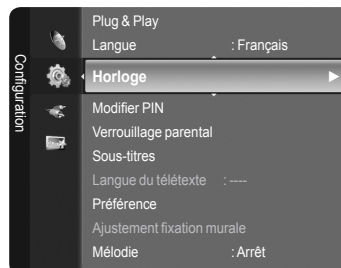 Configuration
Plug & Play
Langue : Français
Horloge
Modifier PIN
Verrouillage parental
Sous-titres
Langue du télétexte : ----
Préférence
Ajustement fixation murale
Mélodie : Arrêt